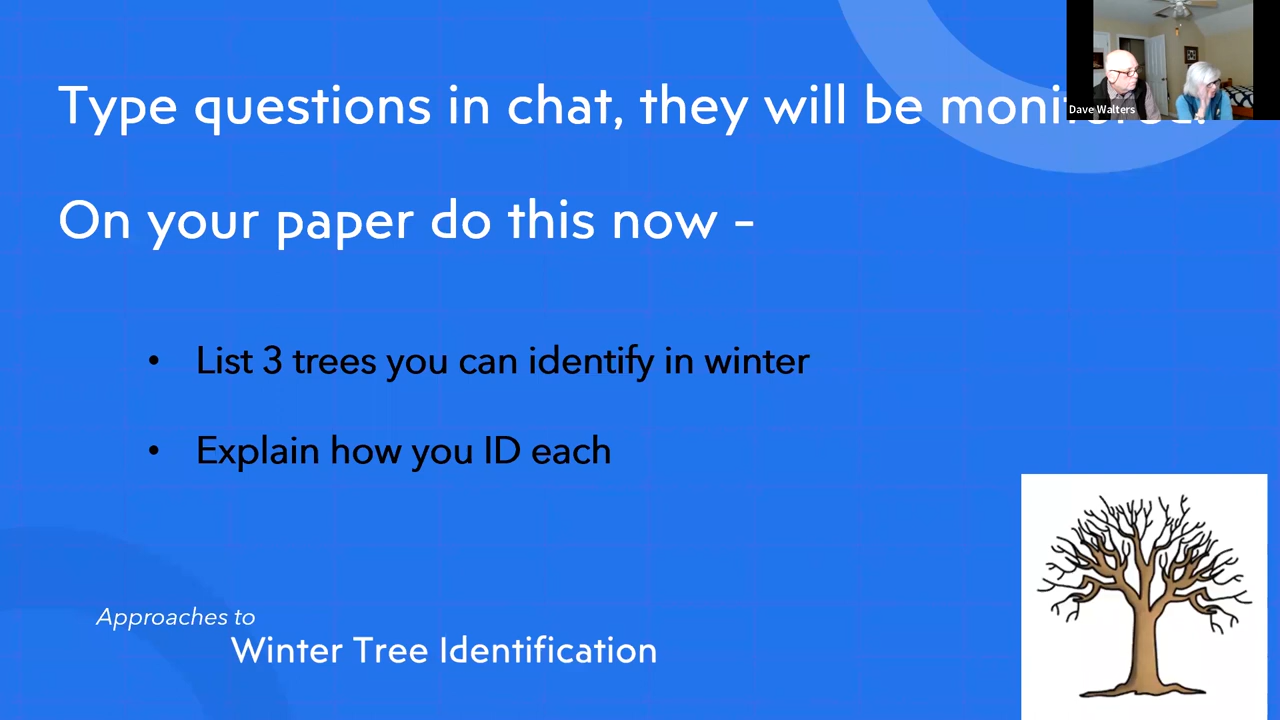 Type questions in chat, they will be
Dave Walters
On your paper do this now -
• List 3 trees you can identify in winter
• Explain how you ID each
Approaches to
Winter Tree Identification